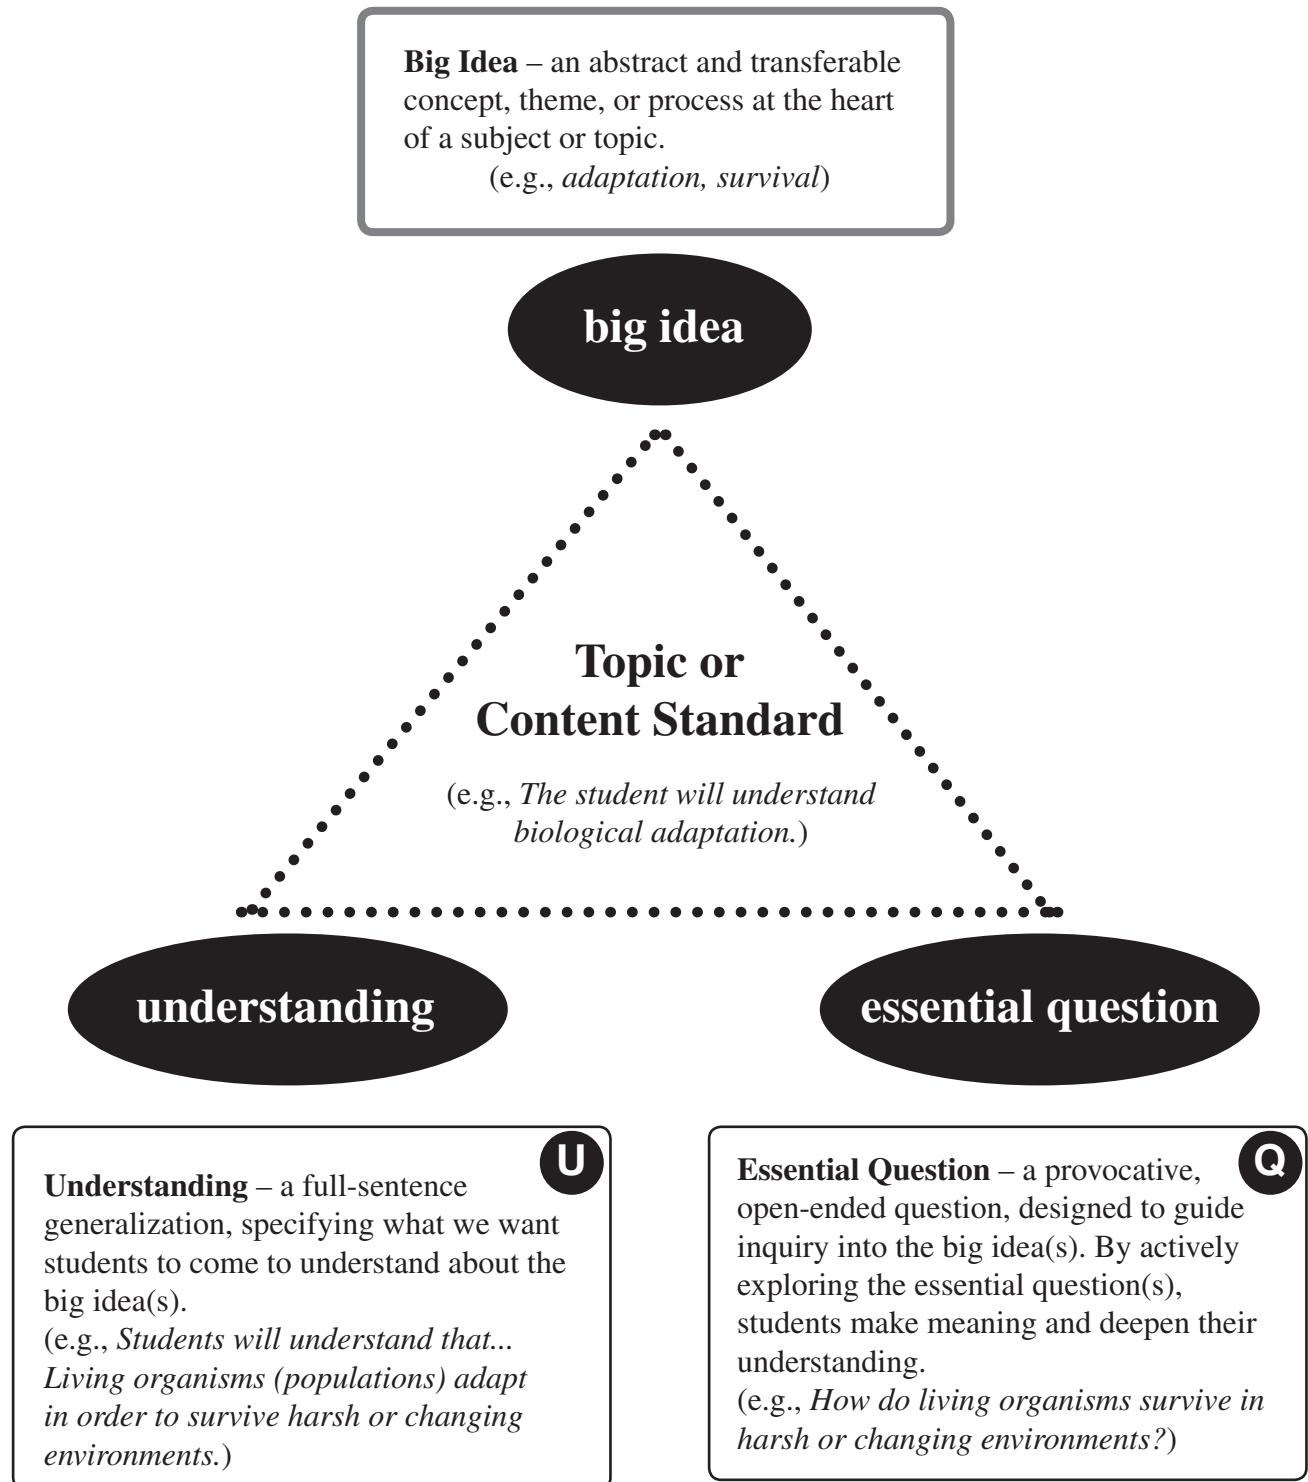 Big Idea – an abstract and transferable
concept, theme, or process at the heart
of a subject or topic.
(e.g., adaptation, survival)
big idea
Topic or
Content Standard
(e.g., The student will understand
biological adaptation.)
understanding
essential question
U
Understanding – a full-sentence
generalization, specifying what we want
students to come to understand about the
big idea(s).
(e.g., Students will understand that...
Living organisms (populations) adapt
in order to survive harsh or changing
environments.)
Q
Essential Question – a provocative,
open-ended question, designed to guide
inquiry into the big idea(s). By actively
exploring the essential question(s),
students make meaning and deepen their
understanding.
(e.g., How do living organisms survive in
harsh or changing environments?)